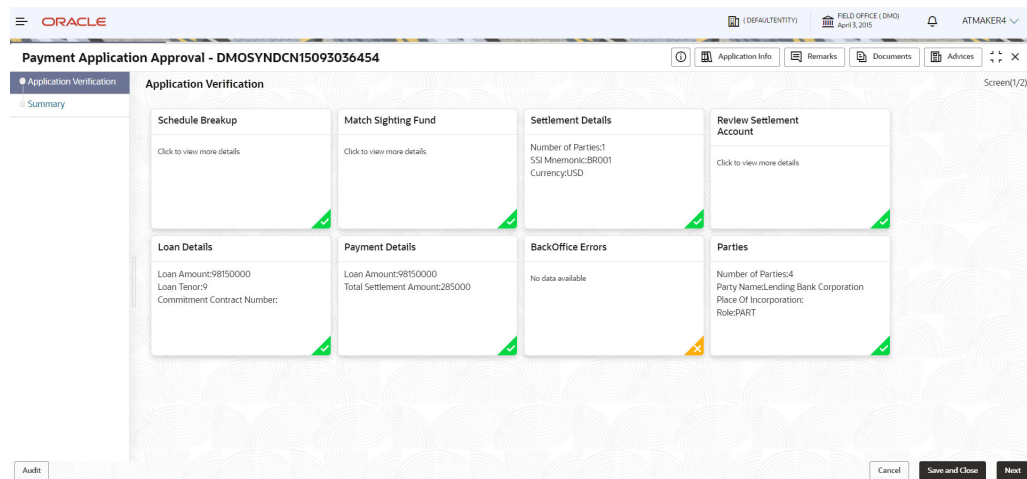 ORACLE
( DEFAULTENTITY)
FIELD OFFICE ( DMO)
April 3, 2015
ATMAKER4
Payment Application Approval - DMOSYNDCN15093036454
Application Info
Remarks
Documents
Advices
Application Verification
Summary
Application Verification
Screen(1/2)
Schedule Breakup
Click to view more details
Match Sighting Fund
Click to view more details
Settlement Details
Number of Parties:1
SSI Mnemonic:BR001
Currency:USD
Review Settlement
Account
Click to view more details
Loan Details
Loan Amount:98150000
Loan Tenor:9
Commitment Contract Number:
Payment Details
Loan Amount:98150000
Total Settlement Amount:285000
BackOffice Errors
No data available
Parties
Number of Parties:4
Party Name:Lending Bank Corporation
Place Of Incorporation:
Role:PART
Audit
Cancel
Save and Close
Next